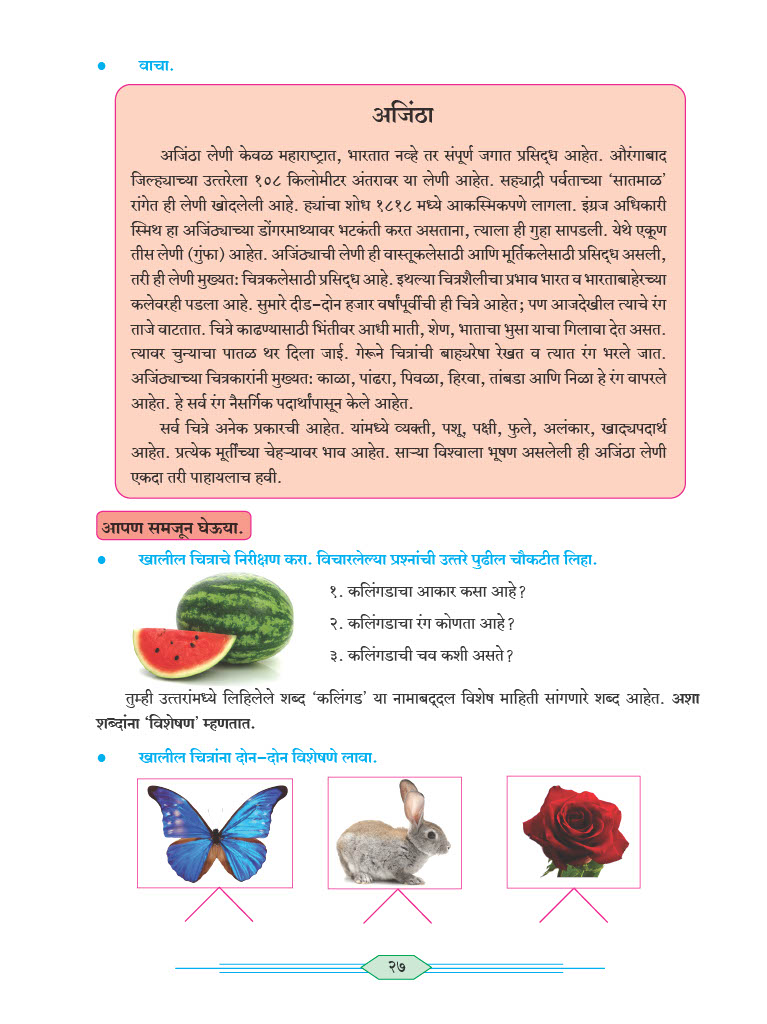 ● वाचा.
अजिंठा
अजिंठा लेणी केवळ महाराष्ट्रात, भारतात नव्हे तर संपूर्ण जगात प्रसिद्ध आहेत. औरंगाबाद
जिल्ह्याच्या उत्तरेला १०८ किलोमीटर अंतरावर या लेणी आहेत. सह्याद्री पर्वताच्या ‘सातमाळ’
रांगेत ही लेणी खोदलेली आहे. ह्यांचा शोध १८१८ मध्ये आकस्मिकपणे लागला. इंग्रज अधिकारी
स्मिथ हा अजिंठ्याच्या डोंगरमाथ्यावर भटकंती करत असताना, त्याला ही गुहा सापडली. येथे एकूण
तीस लेणी (गुंफा) आहेत. अजिंठ्याची लेणी ही वास्तूकलेसाठी आणि मूर्तिकलेसाठी प्रसिद्ध असली,
तरी ही लेणी मुख्यत: चित्रकलेसाठी प्रसिद्ध आहे. इथल्या चित्रशैलीचा प्रभाव भारत व भारताबाहेरच्या
कलेवरही पडला आहे. सुमारे दीड-दोन हजार वर्षांपूर्वीची ही चित्रे आहेत; पण आजदेखील त्याचे रंग
ताजे वाटतात. चित्रे काढण्यासाठी भिंतीवर आधी माती, शेण, भाताचा भुसा याचा गिलावा देत असत.
त्यावर चुन्याचा पातळ थर दिला जाई. गेरूने चित्रांची बाह्यरेषा रेखत व त्यात रंग भरले जात.
अजिंठ्याच्या चित्रकारांनी मुख्यत: काळा, पांढरा, पिवळा, हिरवा, तांबडा आणि निळा हे रंग वापरले
आहेत. हे सर्व रंग नैसर्गिक पदार्थांपासून केले आहेत.
सर्व चित्रे अनेक प्रकारची आहेत. यांमध्ये व्यक्ती, पशू, पक्षी, फुले, अलंकार, खाद्यपदार्थ
आहेत. प्रत्येक मूर्तीच्या चेहऱ्यावर भाव आहेत. साऱ्या विश्वाला भूषण असलेली ही अजिंठा लेणी
एकदा तरी पाहायलाच हवी.
आपण समजून घेऊया.
● खालील चित्राचे निरीक्षण करा. विचारलेल्या प्रश्नांची उत्तरे पुढील चौकटीत लिहा.
१. कलिंगडाचा आकार कसा आहे?
२. कलिंगडाचा रंग कोणता आहे?
३. कलिंगडाची चव कशी असते?
तुम्ही उत्तरांमध्ये लिहिलेले शब्द ‘कलिंगड’ या नामाबद्दल विशेष माहिती सांगणारे शब्द आहेत. अशा
शब्दांना ‘विशेषण’ म्हणतात.
● खालील चित्रांना दोन-दोन विशेषणे लावा.
२७